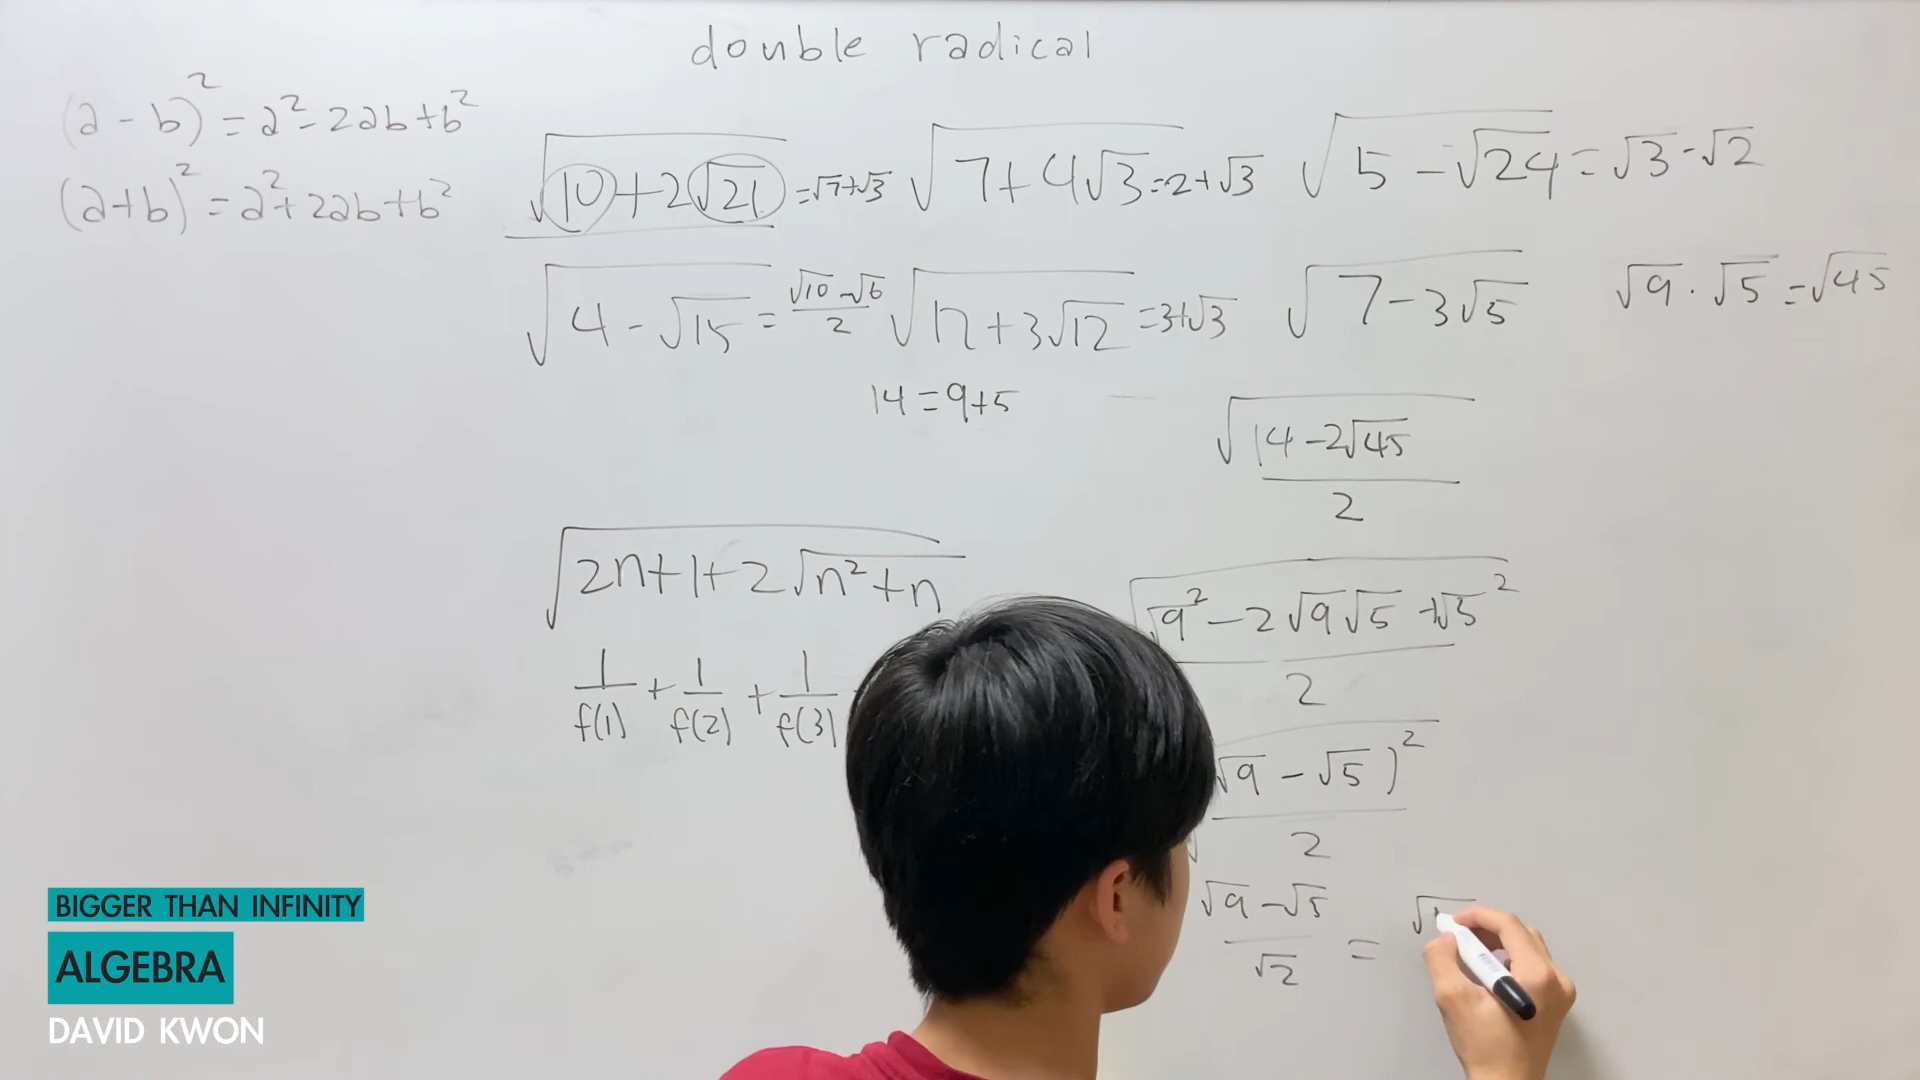 double radical
(a - b)² = a² - 2ab + b²
(a + b)² = a² + 2ab + b²
√(10 + 2√21) = √7 + √3
√(7 + 4√3) = 2 + √3
√(5 - √24) = √3 - √2
√(4 - √15) = (√10 - √6)/2
√(12 + 3√12) = 3 + √3
√(7 - 3√5)
√9 · √5 = √45
14 = 9 + 5
√((14 - 2√45)/2)
√(2n + 1 + 2√(n² + n))
√((√9² - 2√9√5 + √5²)/2)
1/f(1) + 1/f(2) + 1/f(3)
√9 - √5)²
2
(√9 - √5)/√2 =
BIGGER THAN INFINITY
ALGEBRA
DAVID KWON